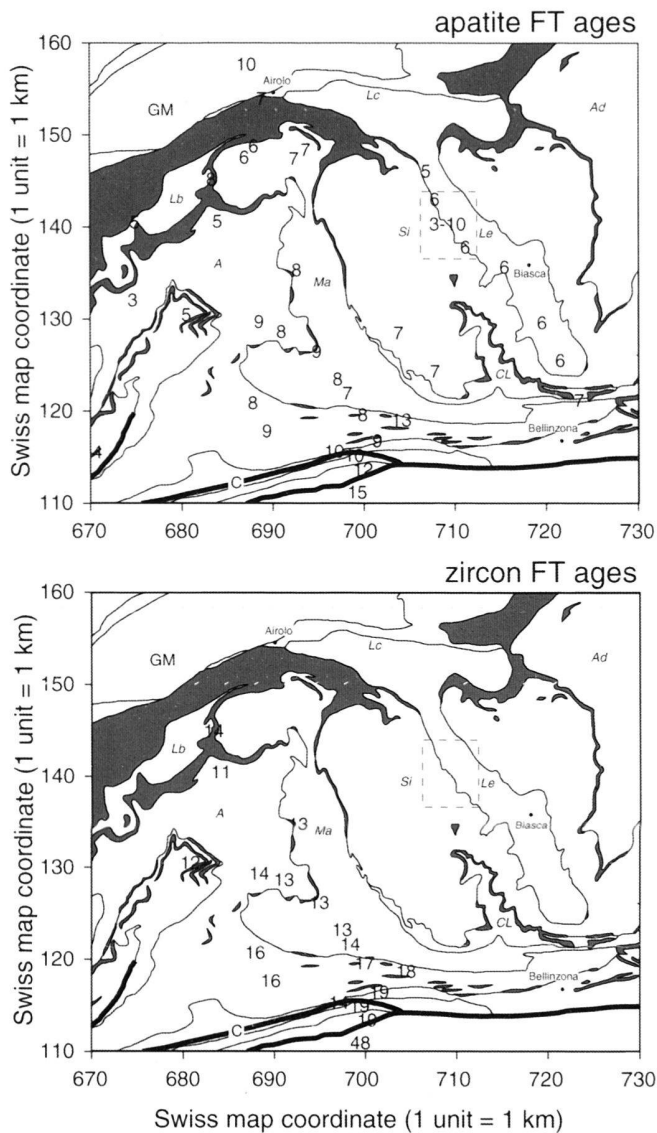 apatite FT ages
160
10
Airolo
7
Lc
GM
Ad
150
6
6
7
7
5
8
Lb
6
5
Si
3-10
Le
140
5
6
A
8
Ma
6
Biasca
3
130
5
9
8
7
6
9
7
6
7
7
CL
120
8
8
13
7
9
9
Bellinzona
4
10
10
12
C
15
110
670
680
690
700
710
720
730
Swiss map coordinate (1 unit = 1 km)
zircon FT ages
160
Airolo
Lc
GM
Ad
150
14
Lb
11
140
Si
Le
A
13
Ma
Biasca
12
130
14
13
13
13
14
CL
120
16
17
18
16
19
Bellinzona
14
19
19
C
48
110
670
680
690
700
710
720
730
Swiss map coordinate (1 unit = 1 km)
Swiss map coordinate (1 unit = 1 km)